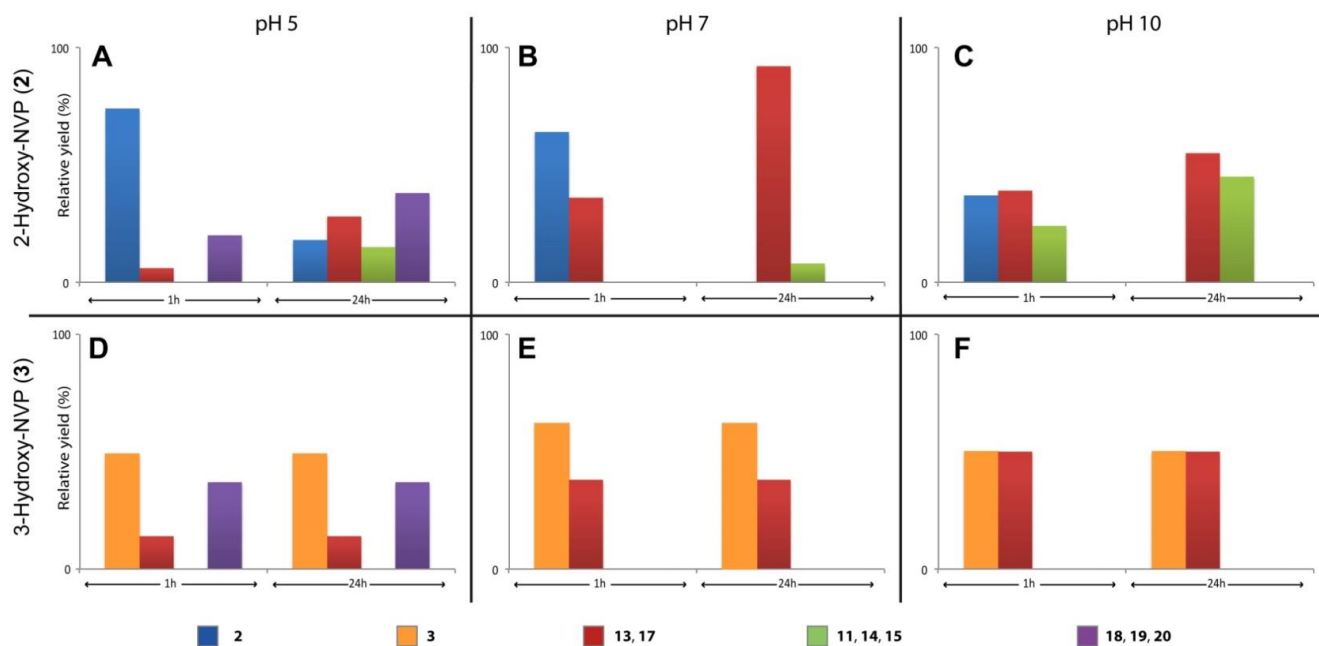 pH 5
pH 7
pH 10
2-Hydroxy-NVP (2)
Relative yield (%)
A
100
0
1h
24h
B
100
0
1h
24h
C
100
0
1h
24h
3-Hydroxy-NVP (3)
Relative yield (%)
D
100
0
1h
24h
E
100
0
1h
24h
F
100
0
1h
24h
2
3
13, 17
11, 14, 15
18, 19, 20